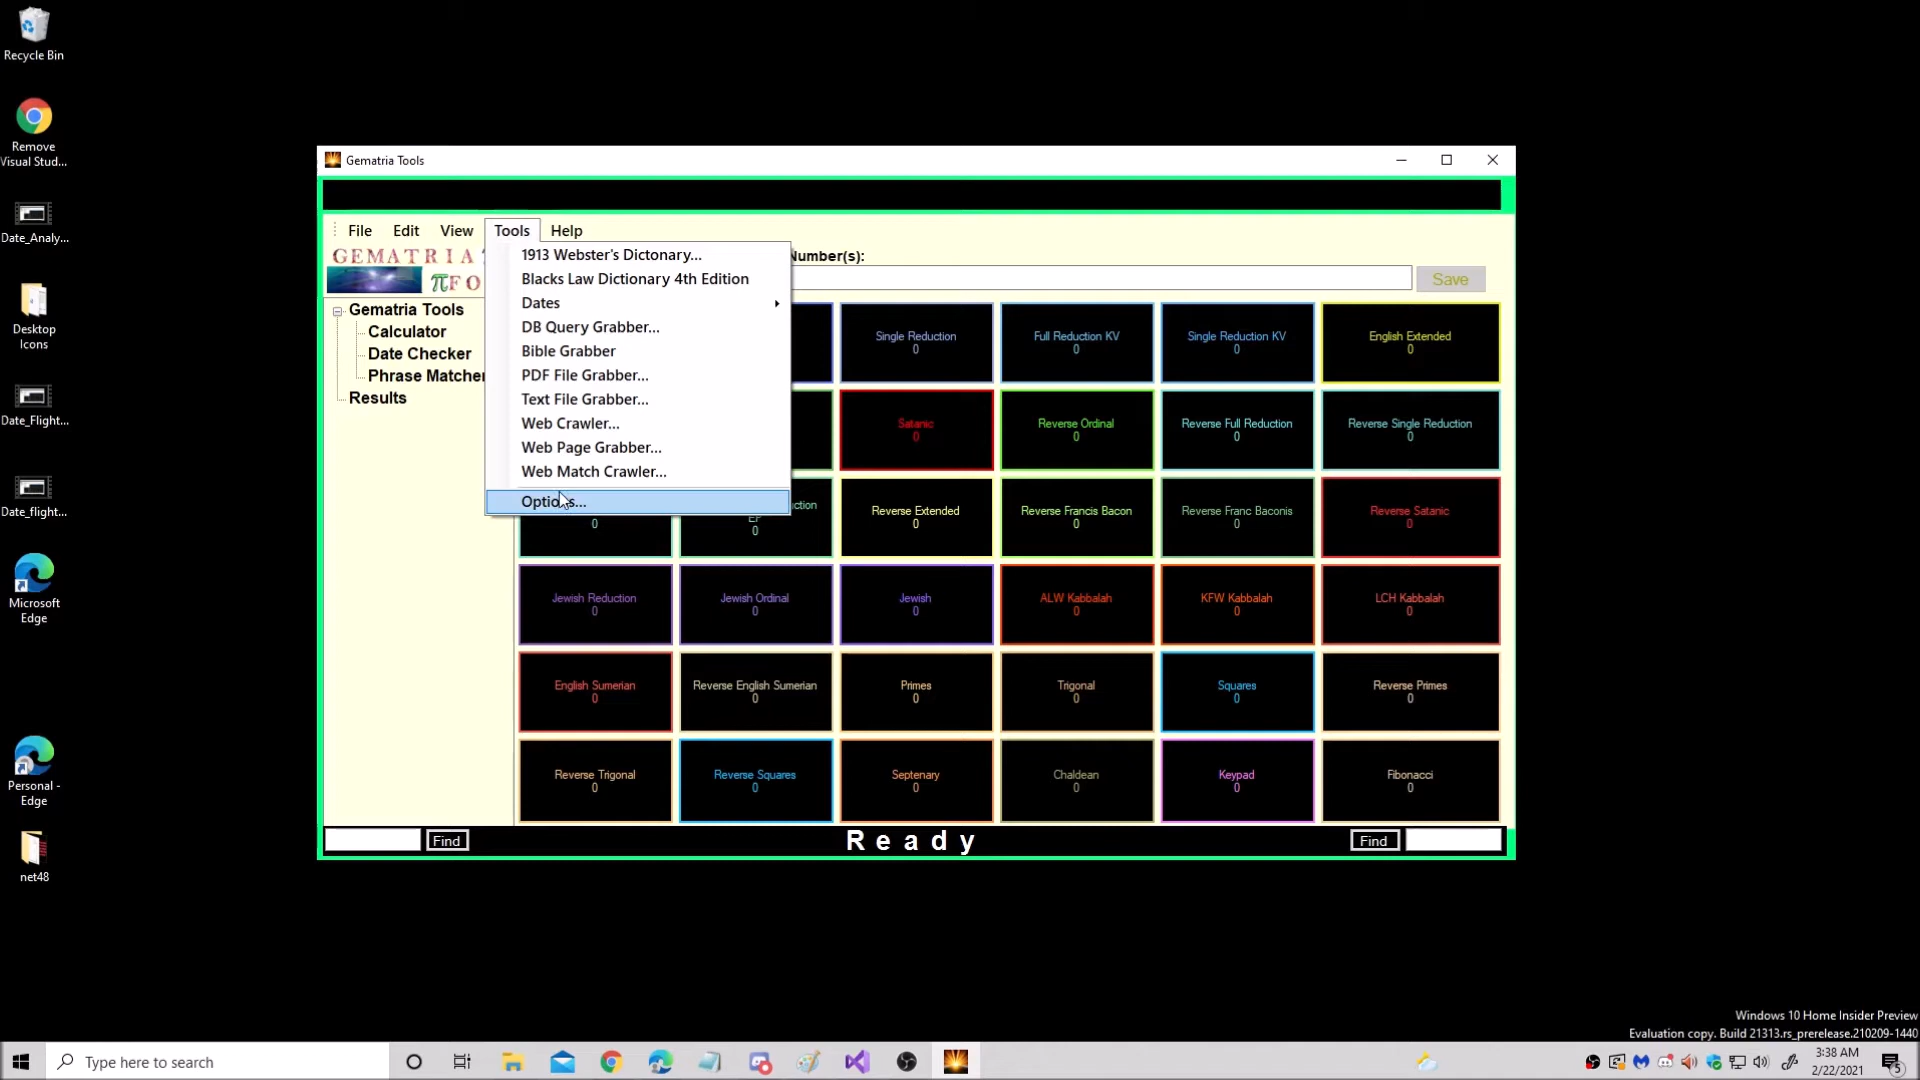 Recycle Bin
Remove
Visual Stud...
Date_Analy...
Desktop
Icons
Date_Flight...
Date_flight...
Microsoft
Edge
Personal -
Edge
net48
Gematria Tools
File Edit View Tools Help
GEMATRIA
πFO
Number(s):
Save
1913 Webster's Dictonary...
Blacks Law Dictionary 4th Edition
Dates
DB Query Grabber...
Bible Grabber
PDF File Grabber...
Text File Grabber...
Web Crawler...
Web Page Grabber...
Web Match Crawler...
Options...
Gematria Tools
Calculator
Date Checker
Phrase Matcher
Results
Single Reduction
0
Full Reduction KV
0
Single Reduction KV
0
English Extended
0
Satanic
0
Reverse Ordinal
0
Reverse Full Reduction
0
Reverse Single Reduction
0
0
ction
EP
0
Reverse Extended
0
Reverse Francis Bacon
0
Reverse Franc Baconis
0
Reverse Satanic
0
Jewish Reduction
0
Jewish Ordinal
0
Jewish
0
ALW Kabbalah
0
KFW Kabbalah
0
LCH Kabbalah
0
English Sumerian
0
Reverse English Sumerian
0
Primes
0
Trigonal
0
Squares
0
Reverse Primes
0
Reverse Trigonal
0
Reverse Squares
0
Septenary
0
Chaldean
0
Keypad
0
Fibonacci
0
Find
Ready
Find
Windows 10 Home Insider Preview
Evaluation copy. Build 21313.rs_prerelease.210209-1440
Type here to search
3:38 AM
2/22/2021
5